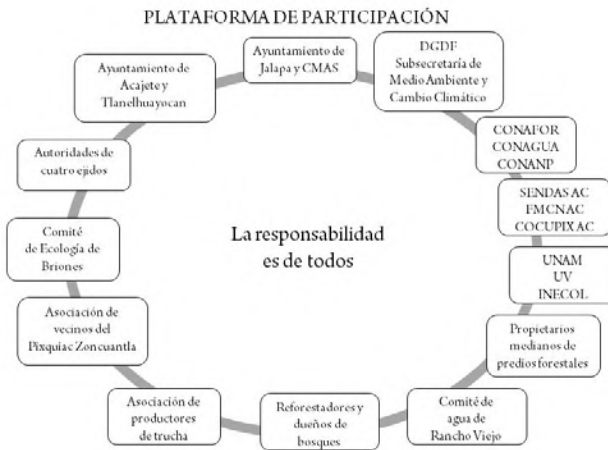 PLATAFORMA DE PARTICIPACIÓN
Ayuntamiento de
Jalapa y CMAS
DGDF
Subsecretaría de
Medio Ambiente y
Cambio Climático
CONAFOR
CONAGUA
CONANP
SENDAS AC
FMCNAC
COCUPIX AC
UNAM
UV
INECOL
Propietarios
medianos de
predios forestales
Comité de
agua de
Rancho Viejo
Reforestadores y
dueños de
bosques
Asociación de
productores
de trucha
Asociación de
vecinos del
Pixquiac Zoncuantla
Comité
de Ecología de
Briones
Autoridades de
cuatro ejidos
Ayuntamiento de
Acajete y
Tlanelhuayocan
La responsabilidad
es de todos